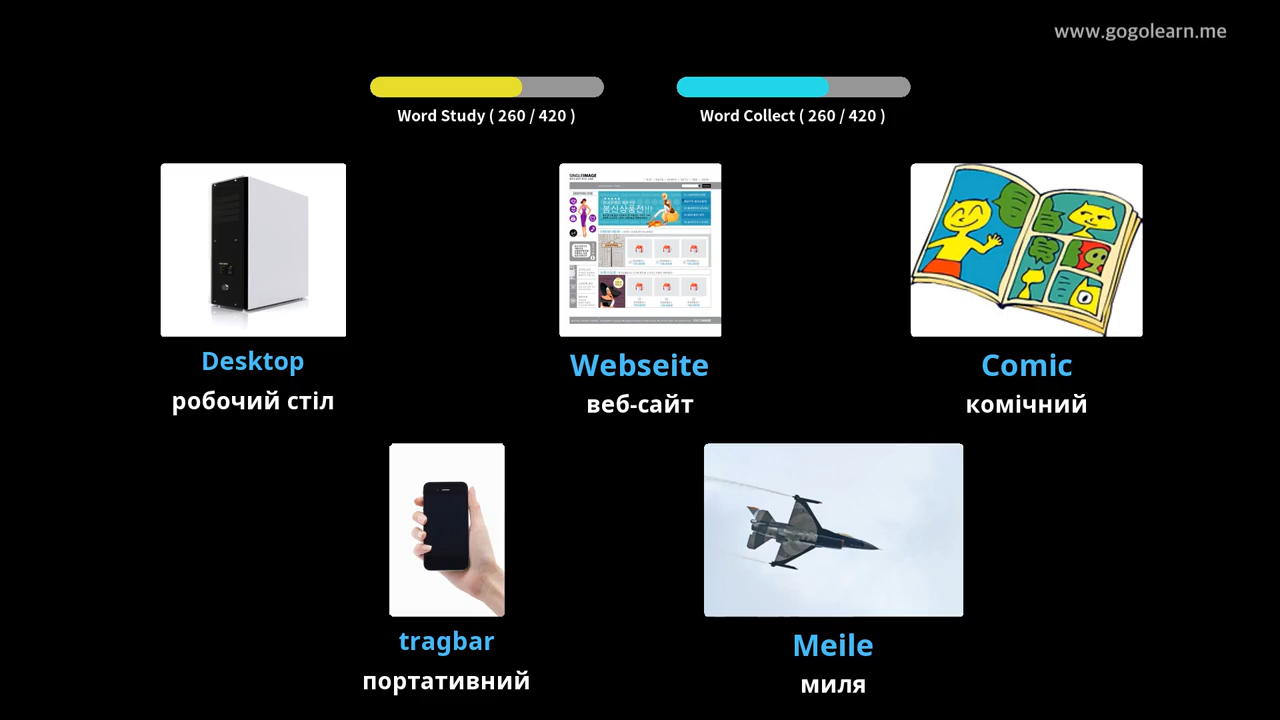 www.gogolearn.me
Word Study ( 260 / 420 )
Word Collect ( 260 / 420 )
Desktop
робочий стіл
Webseite
веб-сайт
Comic
комічний
tragbar
портативний
Meile
миля